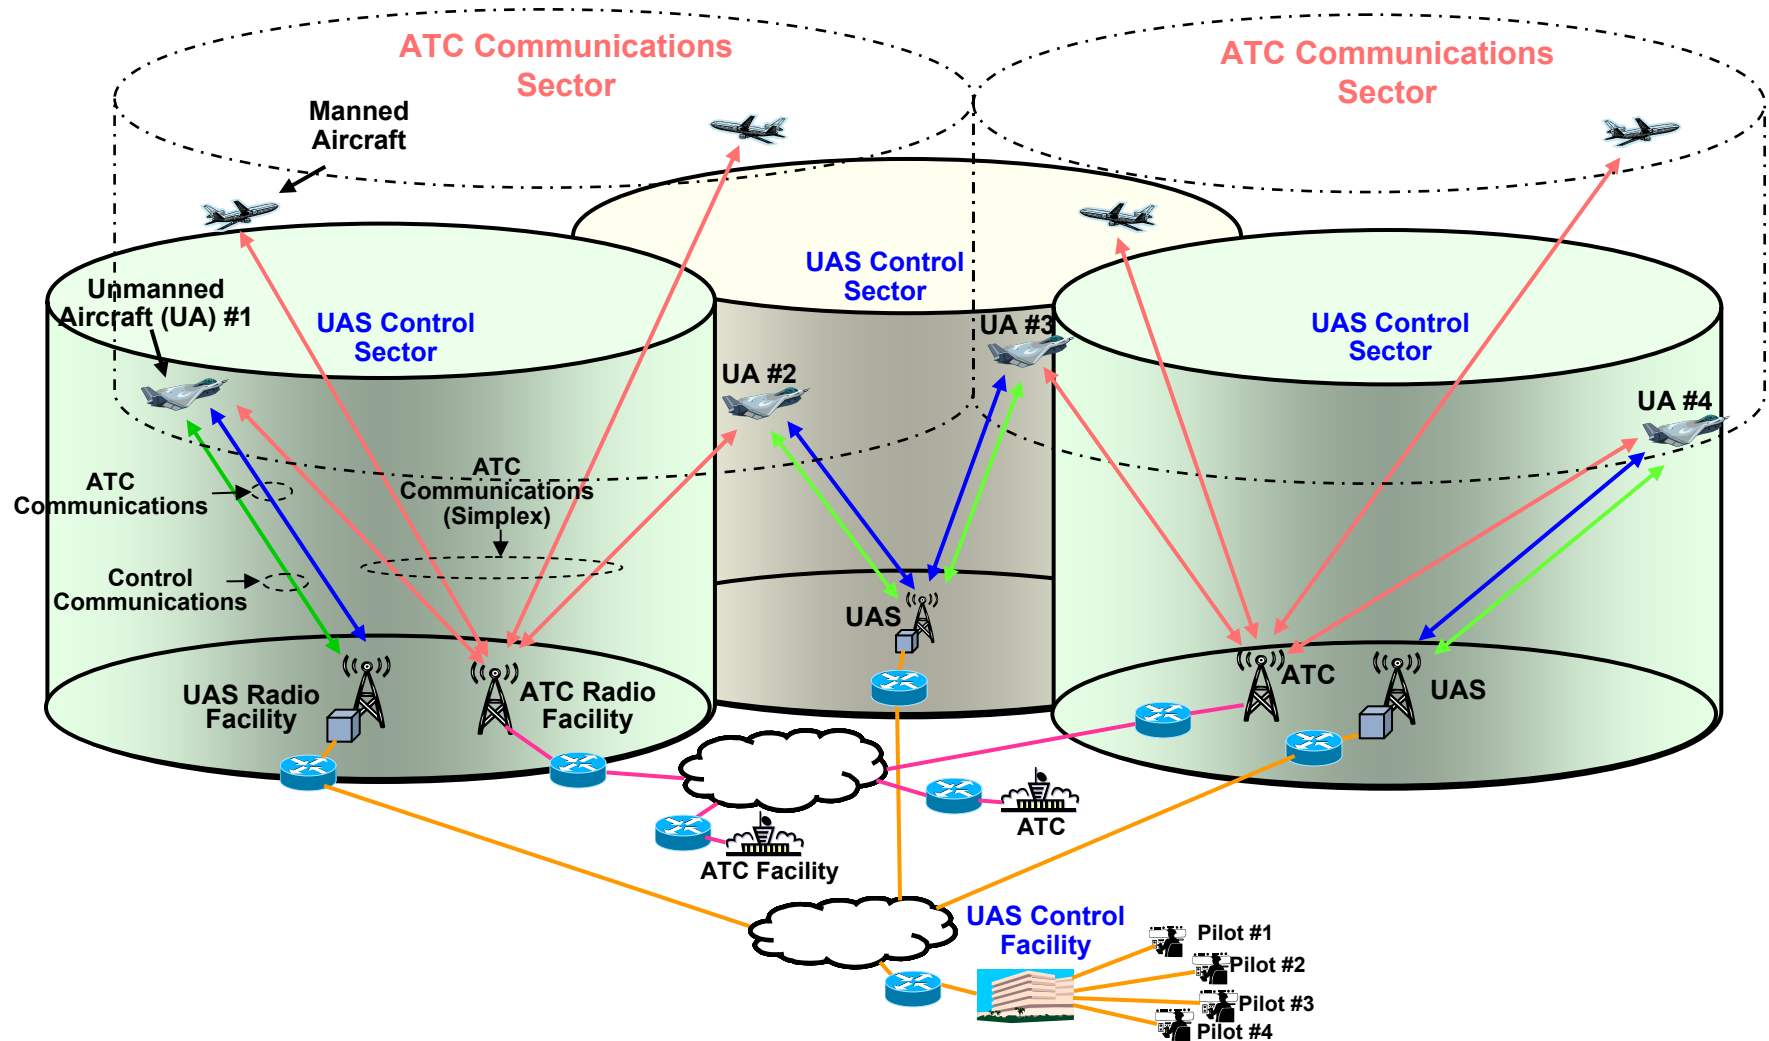 ATC Communications
Sector
ATC Communications
Sector
Manned
Aircraft
UAS Control
Sector
Unmanned
Aircraft (UA) #1
UAS Control
Sector
UA #3
UAS Control
Sector
UA #2
UA #4
ATC
Communications
ATC
Communications
(Simplex)
Control
Communications
UAS
UAS Radio
Facility
ATC Radio
Facility
ATC
UAS
ATC
ATC Facility
UAS Control
Facility
Pilot #1
Pilot #2
Pilot #3
Pilot #4